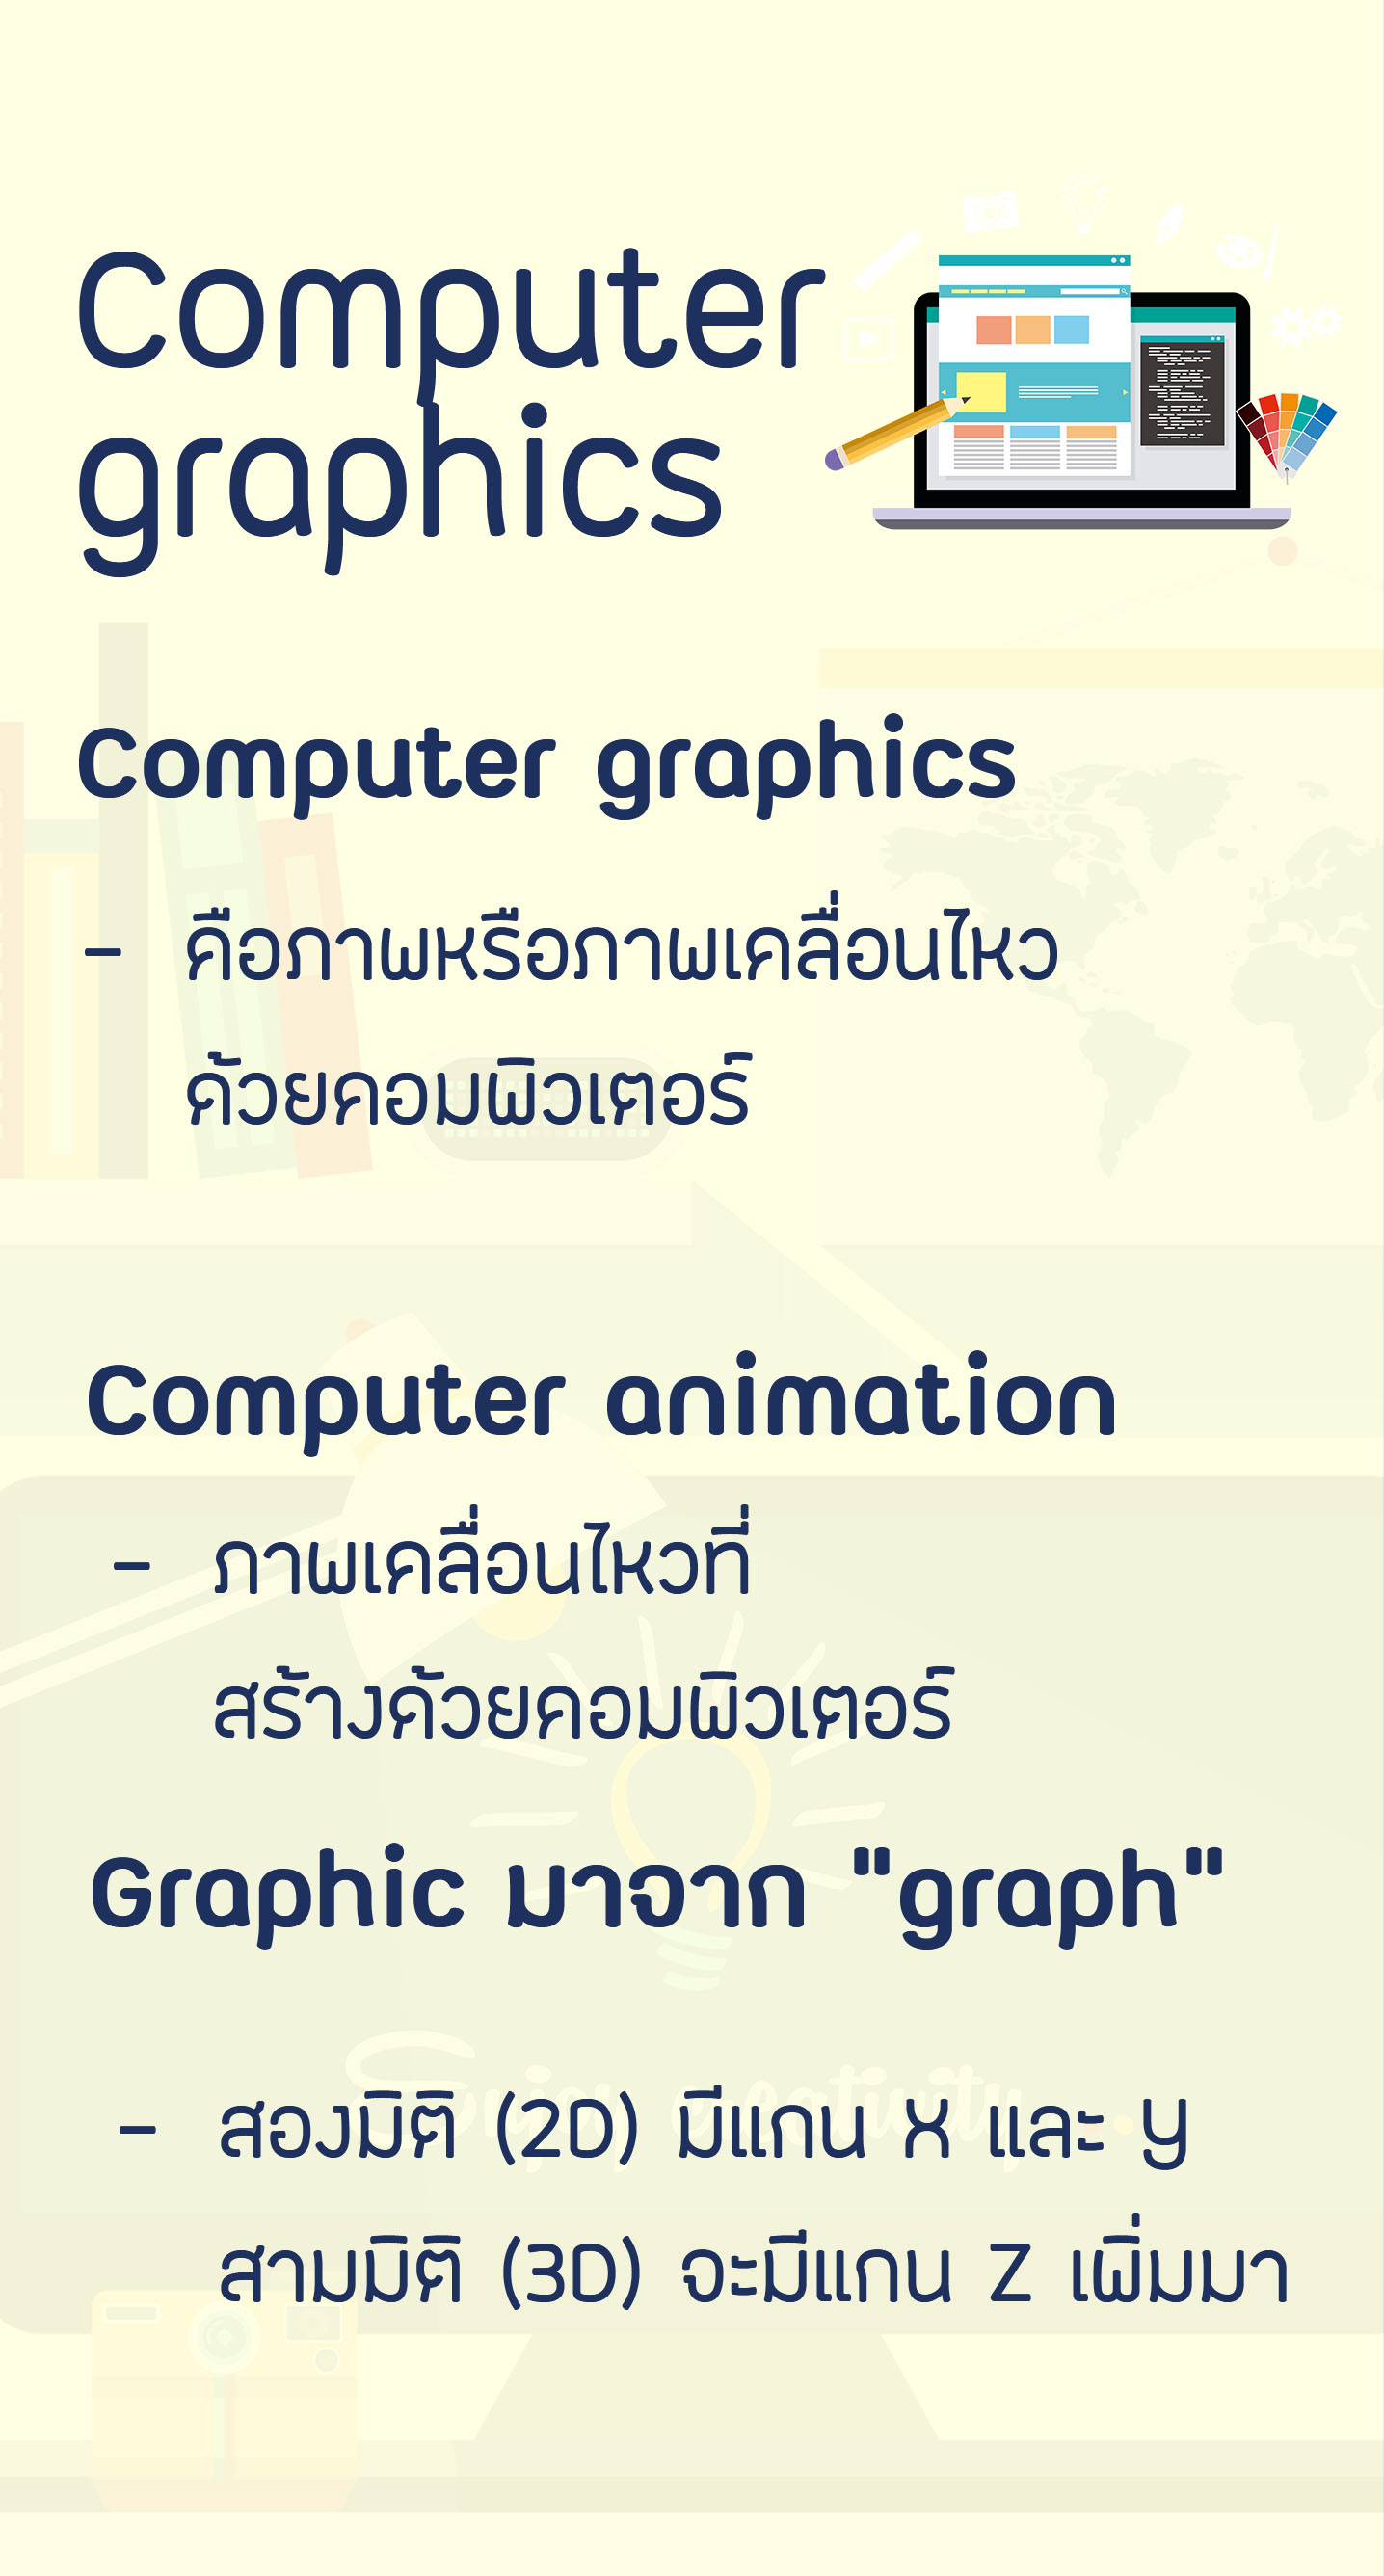 Computer
graphics
Computer graphics
- คือภาพหรือภาพเคลื่อนไหว
ด้วยคอมพิวเตอร์
Computer animation
- ภาพเคลื่อนไหวที่
สร้างด้วยคอมพิวเตอร์
Graphic มาจาก "graph"
- สองมิติ (2D) มีแกน X และ y
สามมิติ (3D) จะมีแกน Z เพิ่มมา